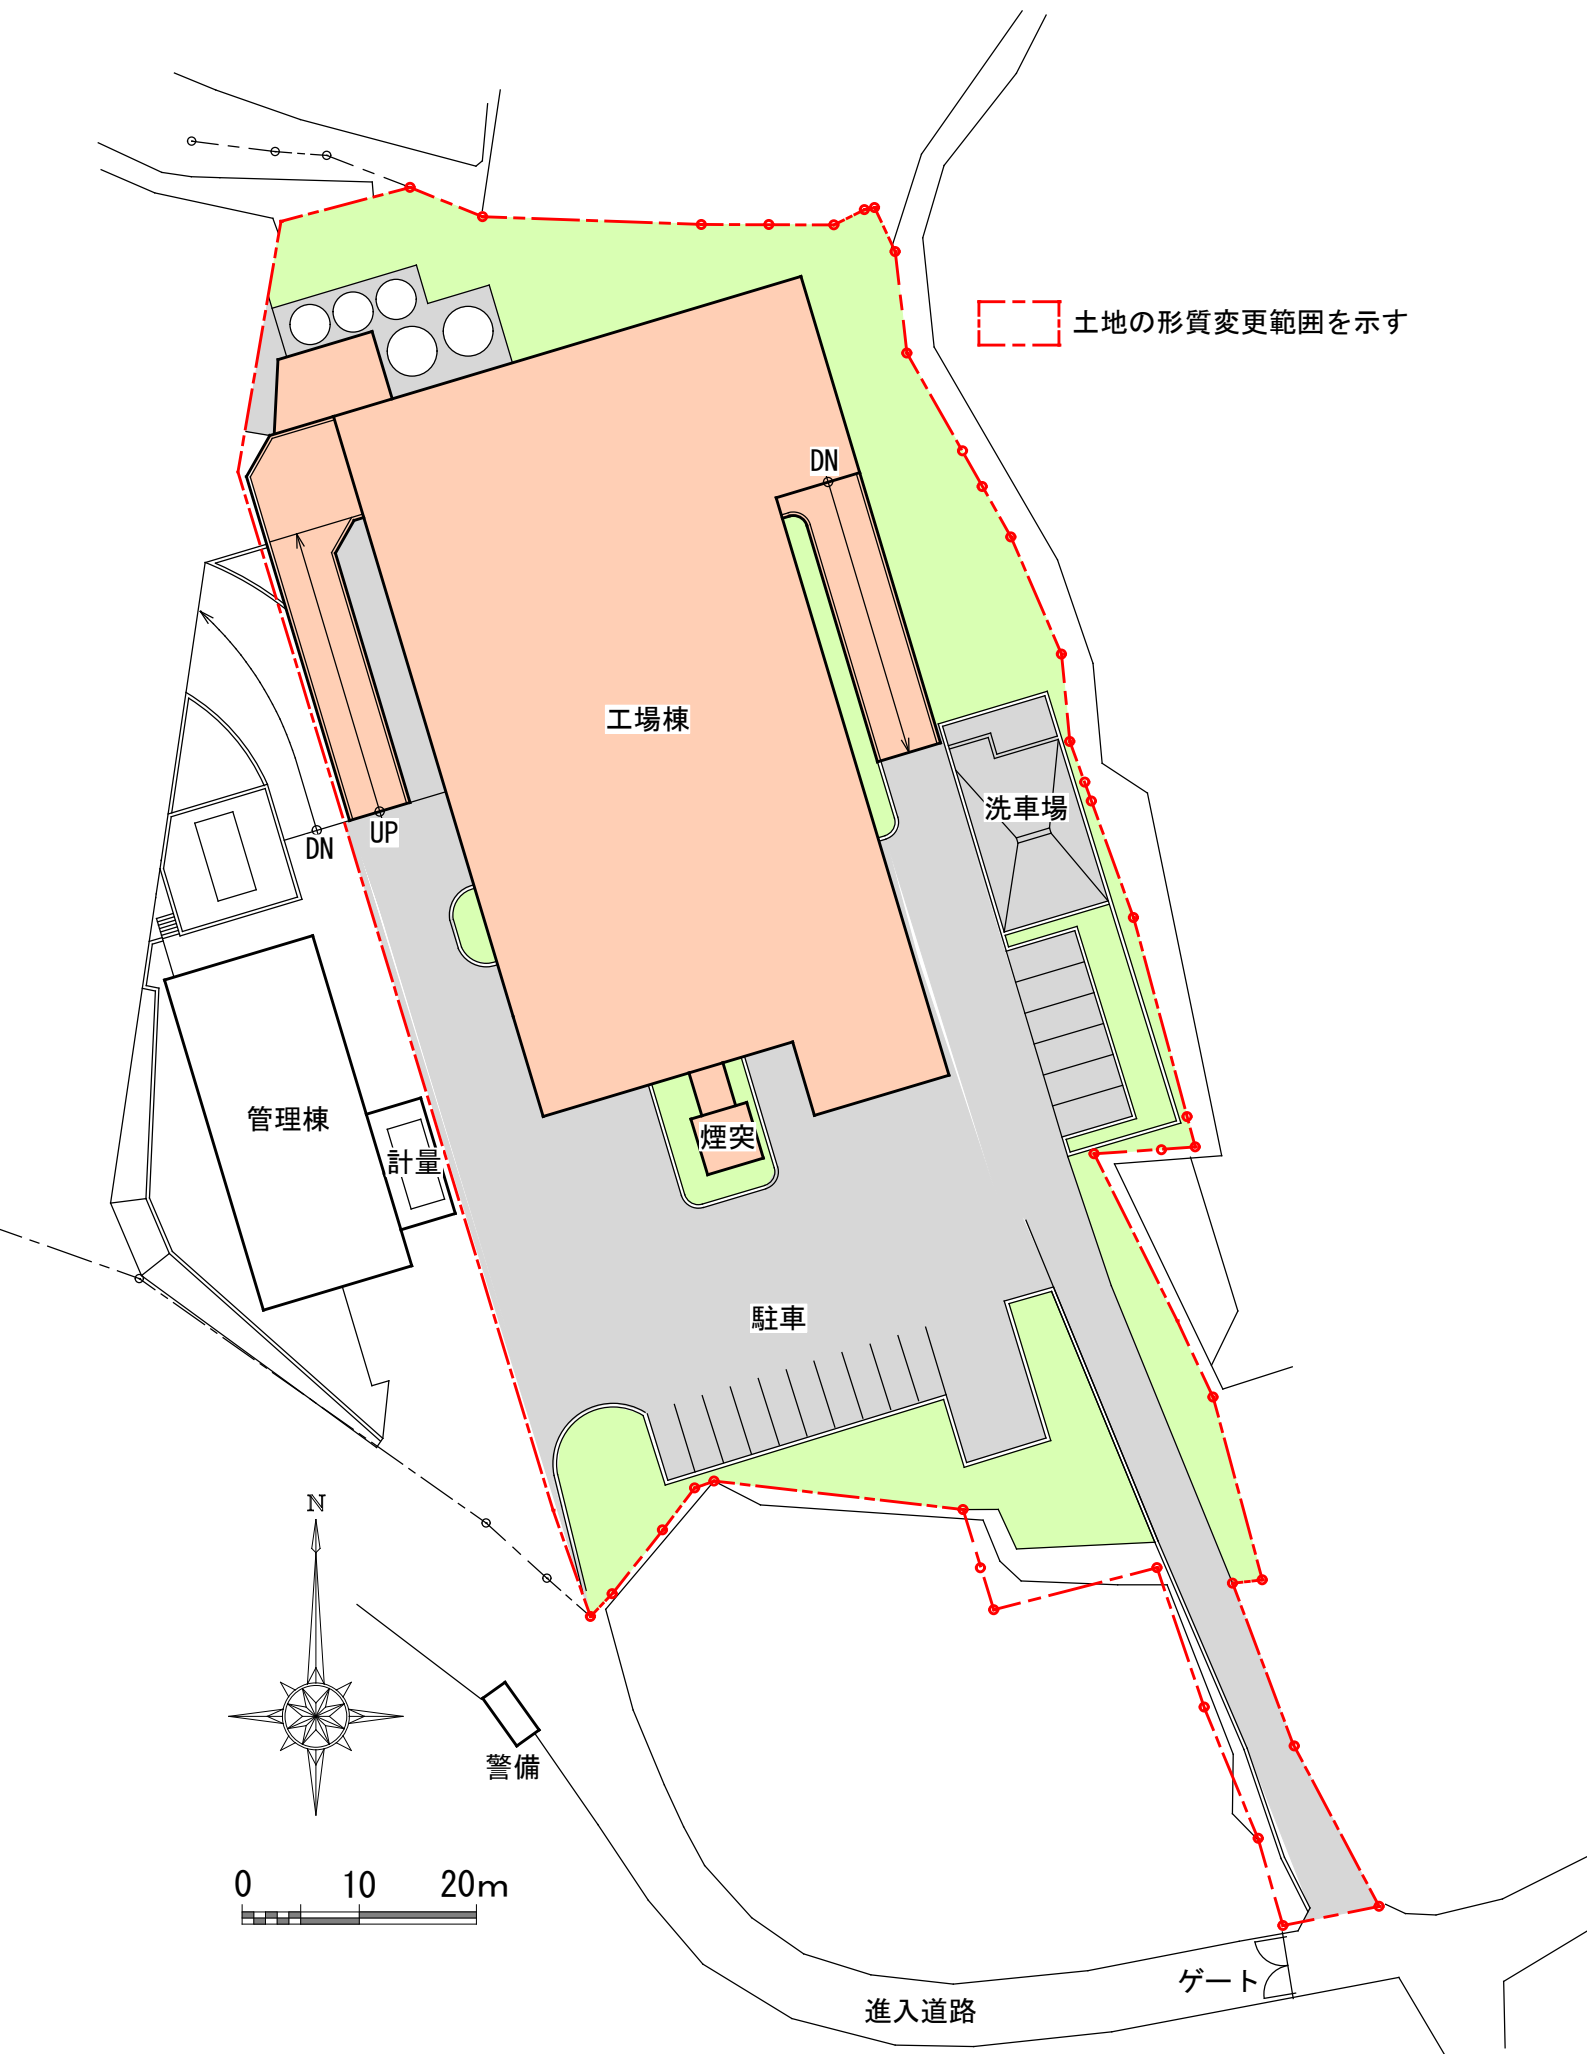 土地の形質変更範囲を示す
DN
工場棟
洗車場
UP
DN
管理棟
煙突
計量
駐車
N
警備
0 10 20m
ゲート
進入道路